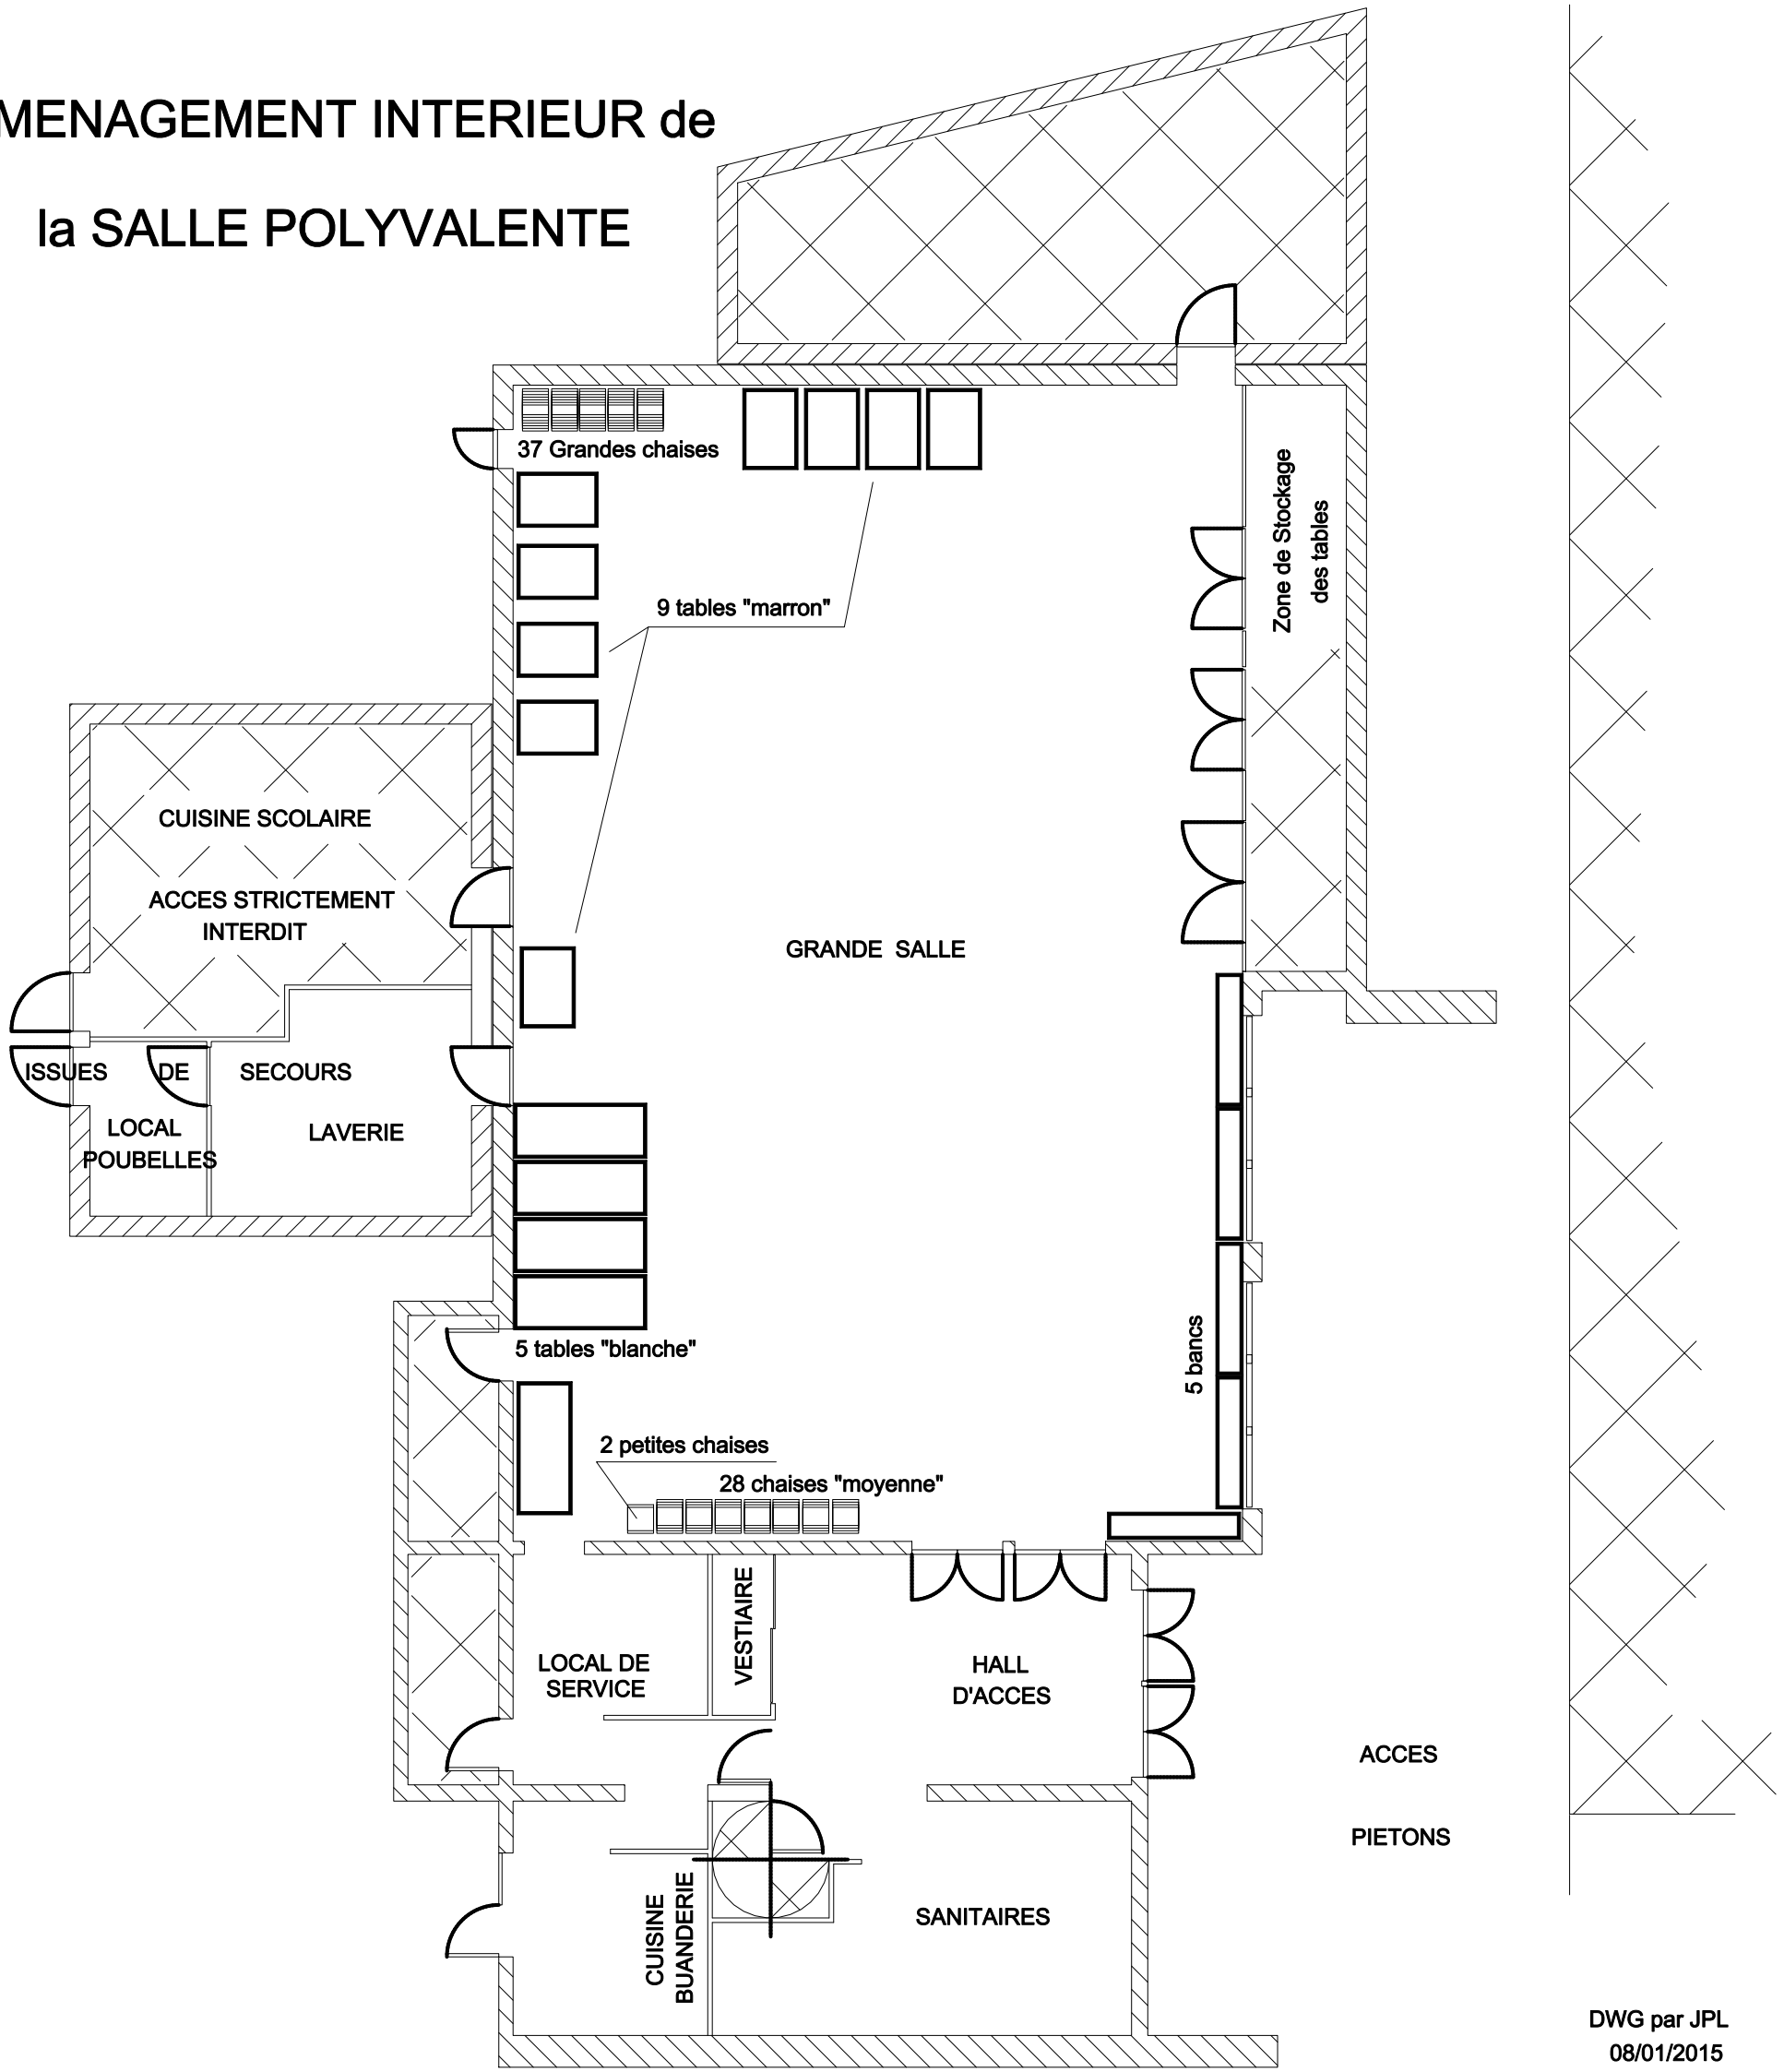 MENAGEMENT INTERIEUR de
la SALLE POLYVALENTE
37 Grandes chaises
Zone de Stockage
des tables
9 tables "marron"
CUISINE SCOLAIRE
ACCES STRICTEMENT
INTERDIT
GRANDE SALLE
ISSUES DE SECOURS
LOCAL
POUBELLES
LAVERIE
5 tables "blanche"
5 bancs
2 petites chaises
28 chaises "moyenne"
LOCAL DE
SERVICE
VESTIAIRE
HALL
D'ACCES
ACCES
PIETONS
CUISINE
BUANDERIE
SANITAIRES
DWG par JPL
08/01/2015